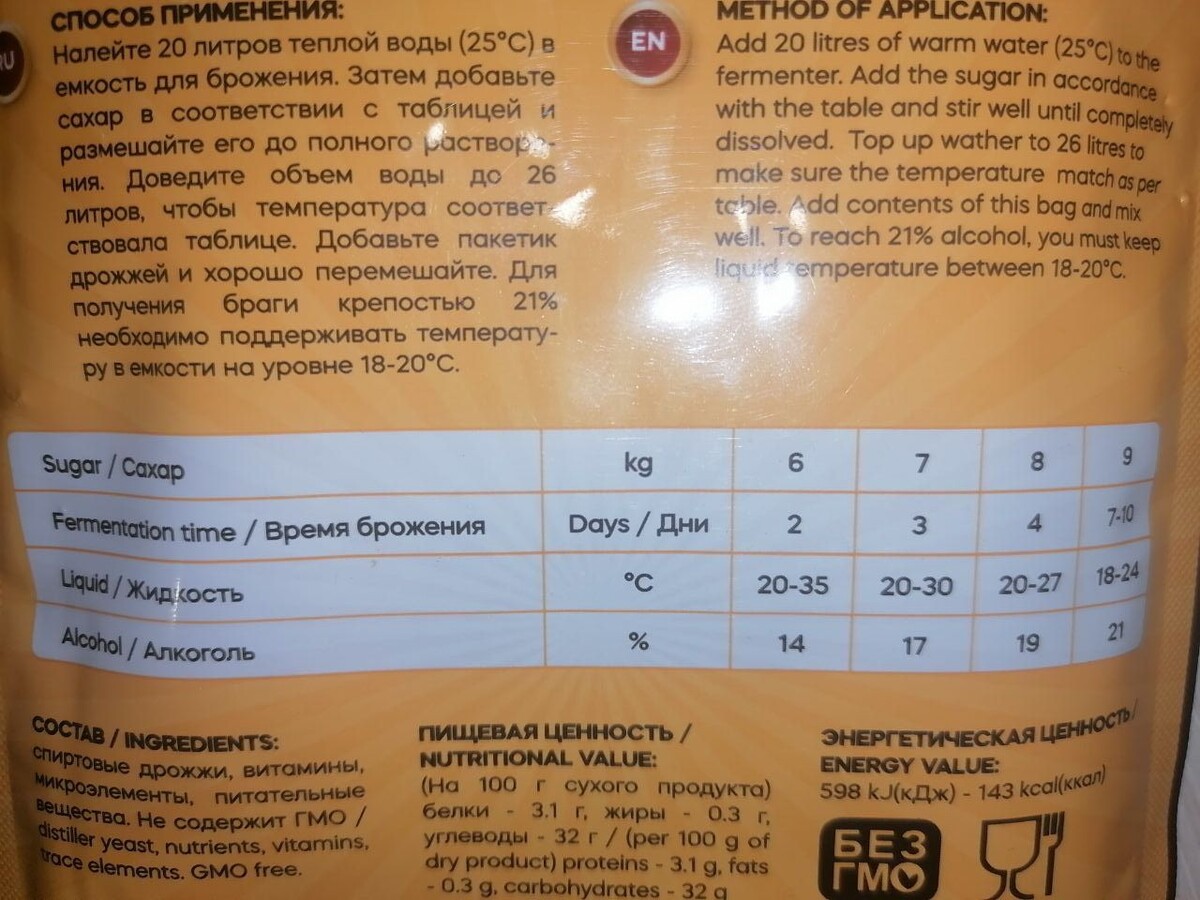 RU
СПОСОБ ПРИМЕНЕНИЯ:
Налейте 20 литров теплой воды (25°C) в
емкость для брожения. Затем добавьте
сахар в соответствии с таблицей и
размешайте его до полного раство
ния. Доведите объем воды до 26
литров, чтобы температура соответ-
ствовала таблице. Добавьте пакетик
дрожжей и хорошо перемешайте. Для
получения браги крепостью 21%
необходимо поддерживать температу-
ру в емкости на уровне 18-20°C.
EN
METHOD OF APPLICATION:
Add 20 litres of warm water (25°C) to the
fermenter. Add the sugar in accordance
with the table and stir well until completely
dissolved. Top up wather to 26 litres to
make sure the temperature match as per
table. Add contents of this bag and mix
well. To reach 21% alcohol, you must keep
liquid temperature between 18-20°C.
Sugar / Сахар kg 6 7 8 9
Fermentation time / Время брожения Days / Дни 2 3 4 7-10
Liquid / Жидкость °C 20-35 20-30 20-27 18-24
Alcohol / Алкоголь % 14 17 19 21
СОСТАВ / INGREDIENTS:
спиртовые дрожжи, витамины,
микроэлементы, питательные
вещества. Не содержит ГМО /
distiller yeast, nutrients, vitamins,
trace elements. GMO free.
ПИЩЕВАЯ ЦЕННОСТЬ /
NUTRITIONAL VALUE:
(На 100 г сухого продукта)
белки - 3.1 г, жиры - 0.3 г,
углеводы - 32 г / (per 100 g of
dry product) proteins - 3.1 g, fats
- 0.3 g, carbohydrates - 32 g
ЭНЕРГЕТИЧЕСКАЯ ЦЕННОСТЬ/
ENERGY VALUE:
598 kJ(кДж) - 143 kcal(ккал)
БЕЗ
ГМО